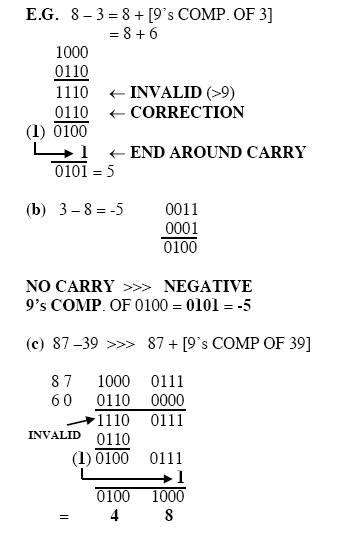 E.G. 8 – 3 = 8 + [9's COMP. OF 3]
= 8 + 6
1000
0110
1110 ← INVALID (>9)
0110 ← CORRECTION
(1) 0100
1 ← END AROUND CARRY
0101 = 5
(b) 3 – 8 = -5 0011
0001
0100
NO CARRY >>> NEGATIVE
9's COMP. OF 0100 = 0101 = -5
(c) 87 –39 >>> 87 + [9's COMP OF 39]
8 7 1000 0111
6 0 0110 0000
1110 0111
INVALID 0110
(1) 0100 0111
1
0100 1000
= 4 8